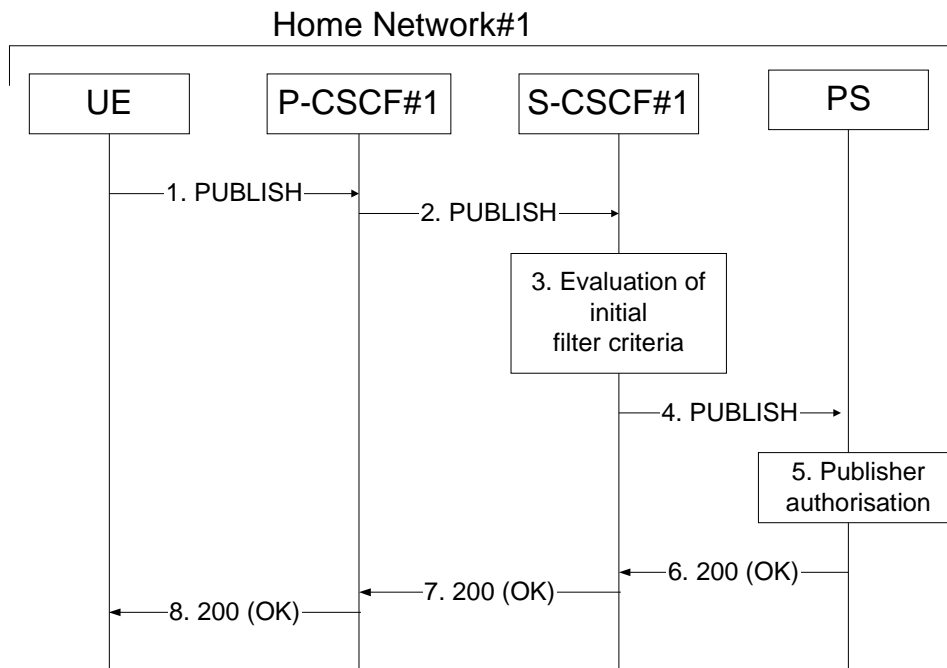 Home Network#1
UE
P-CSCF#1
S-CSCF#1
PS
1. PUBLISH
2. PUBLISH
3. Evaluation of
initial
filter criteria
4. PUBLISH
5. Publisher
authorisation
6. 200 (OK)
7. 200 (OK)
8. 200 (OK)